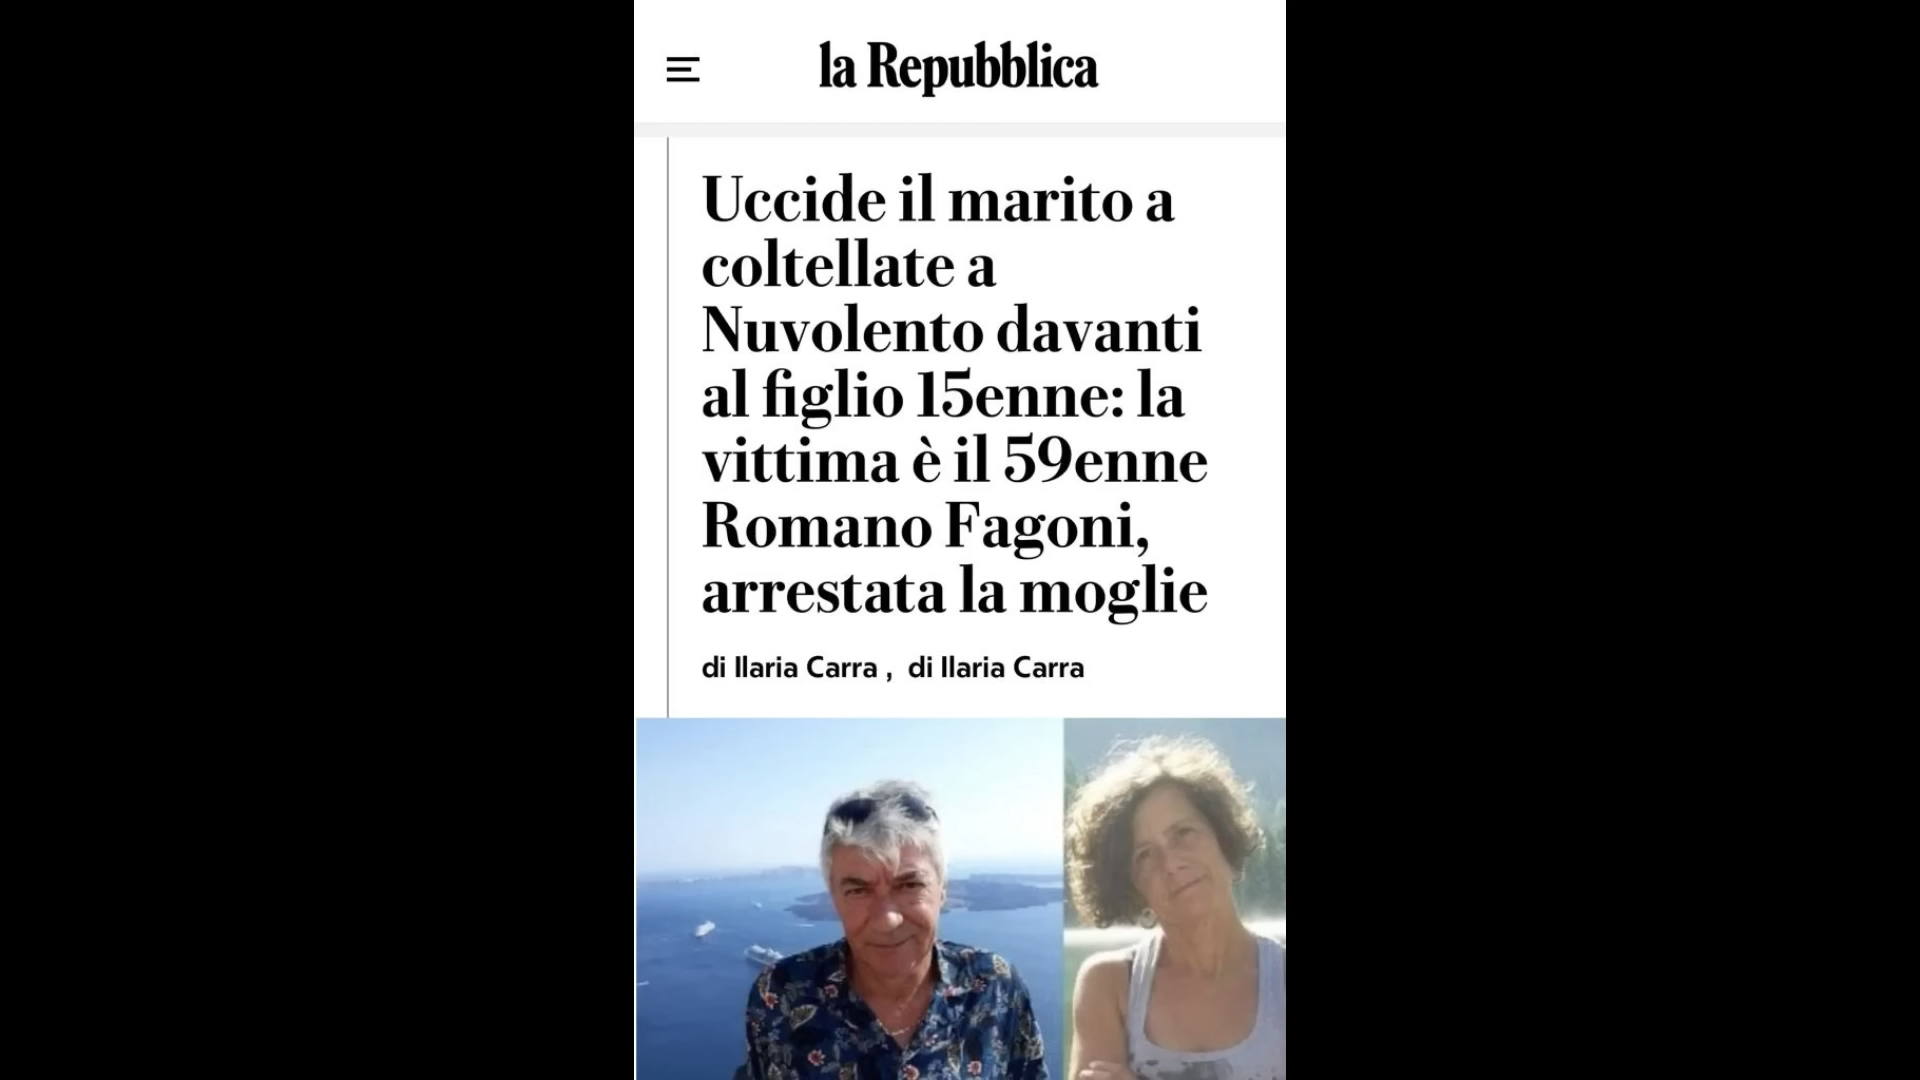 la Repubblica
Uccide il marito a
coltellate a
Nuvolento davanti
al figlio 15enne: la
vittima è il 59enne
Romano Fagoni,
arrestata la moglie
di Ilaria Carra , di Ilaria Carra